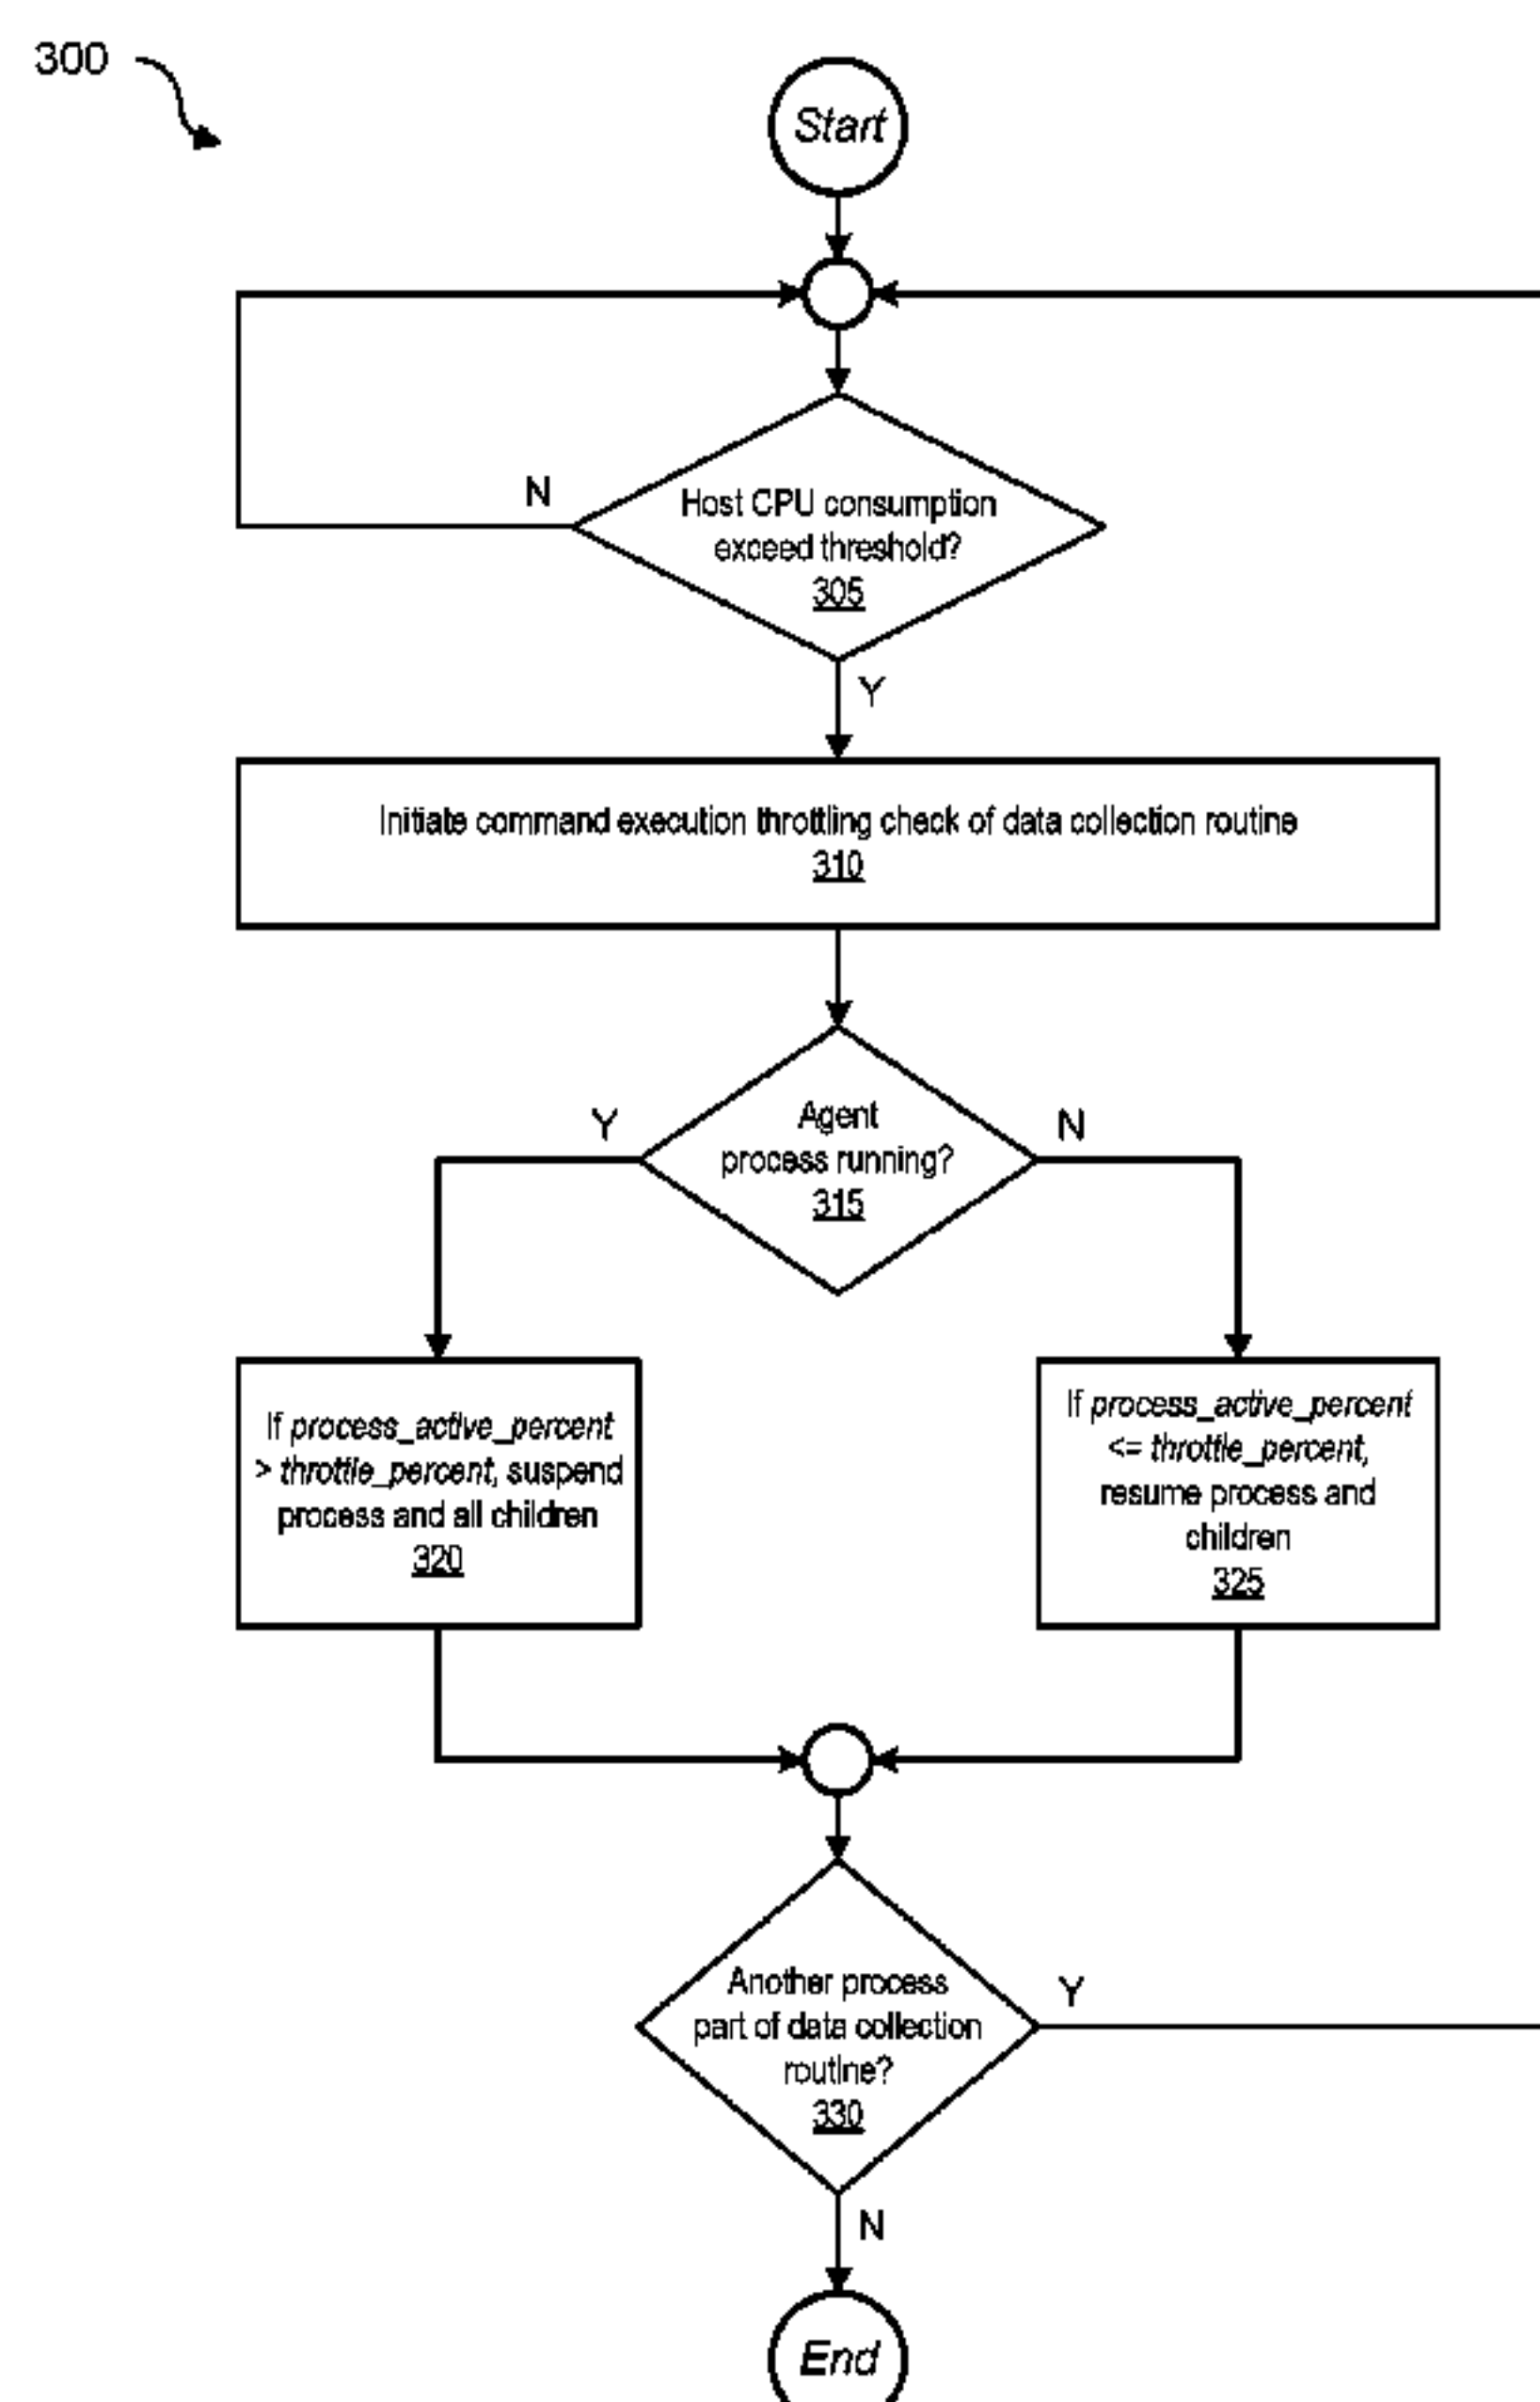 300
Start
N
Host CPU consumption
exceed threshold?
305
Y
Initiate command execution throttling check of data collection routine
310
Y
Agent
process running?
315
N
If process_active_percent
> throttle_percent, suspend
process and all children
320
If process_active_percent
<= throttle_percent,
resume process and
children
325
Another process
part of data collection
routine?
330
Y
N
End